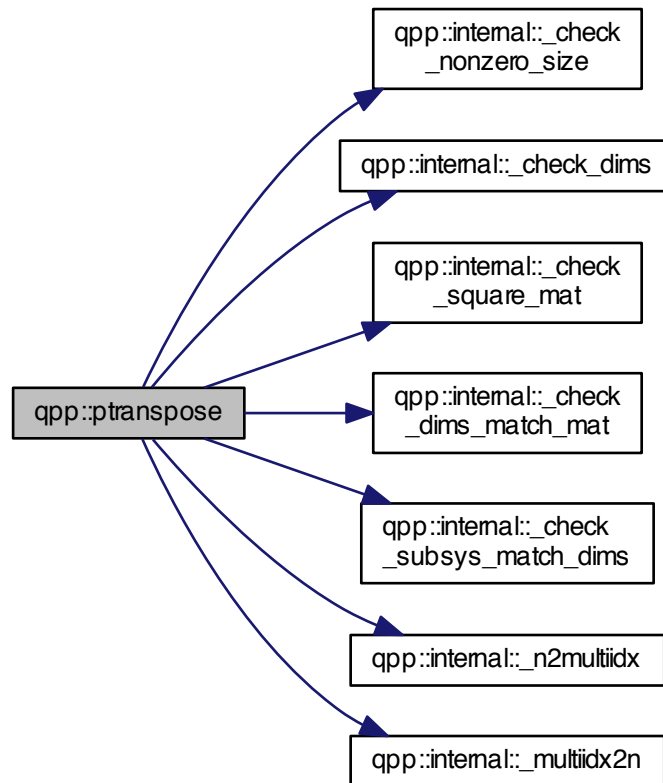 qpp::internal::_check
_nonzero_size
qpp::internal::_check_dims
qpp::internal::_check
_square_mat
qpp::ptranspose
qpp::internal::_check
_dims_match_mat
qpp::internal::_check
_subsys_match_dims
qpp::internal::_n2multiidx
qpp::internal::_multiidx2n